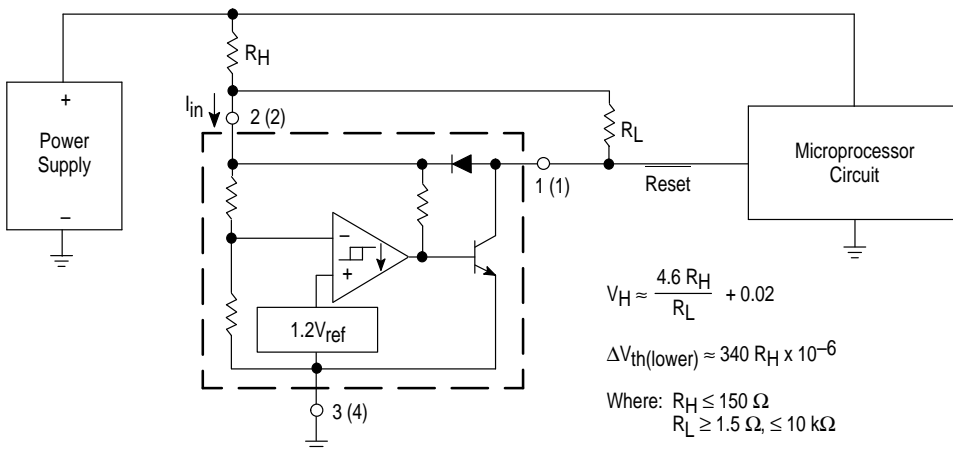 R_H
I_in
2 (2)
+
Power
Supply
–
R_L
1 (1)
Reset
Microprocessor
Circuit
–
+
1.2V_ref
3 (4)
V_H ≈ 4.6 R_H / R_L + 0.02
ΔV_th(lower) ≈ 340 R_H x 10^–6
Where: R_H ≤ 150 Ω
R_L ≥ 1.5 Ω, ≤ 10 kΩ